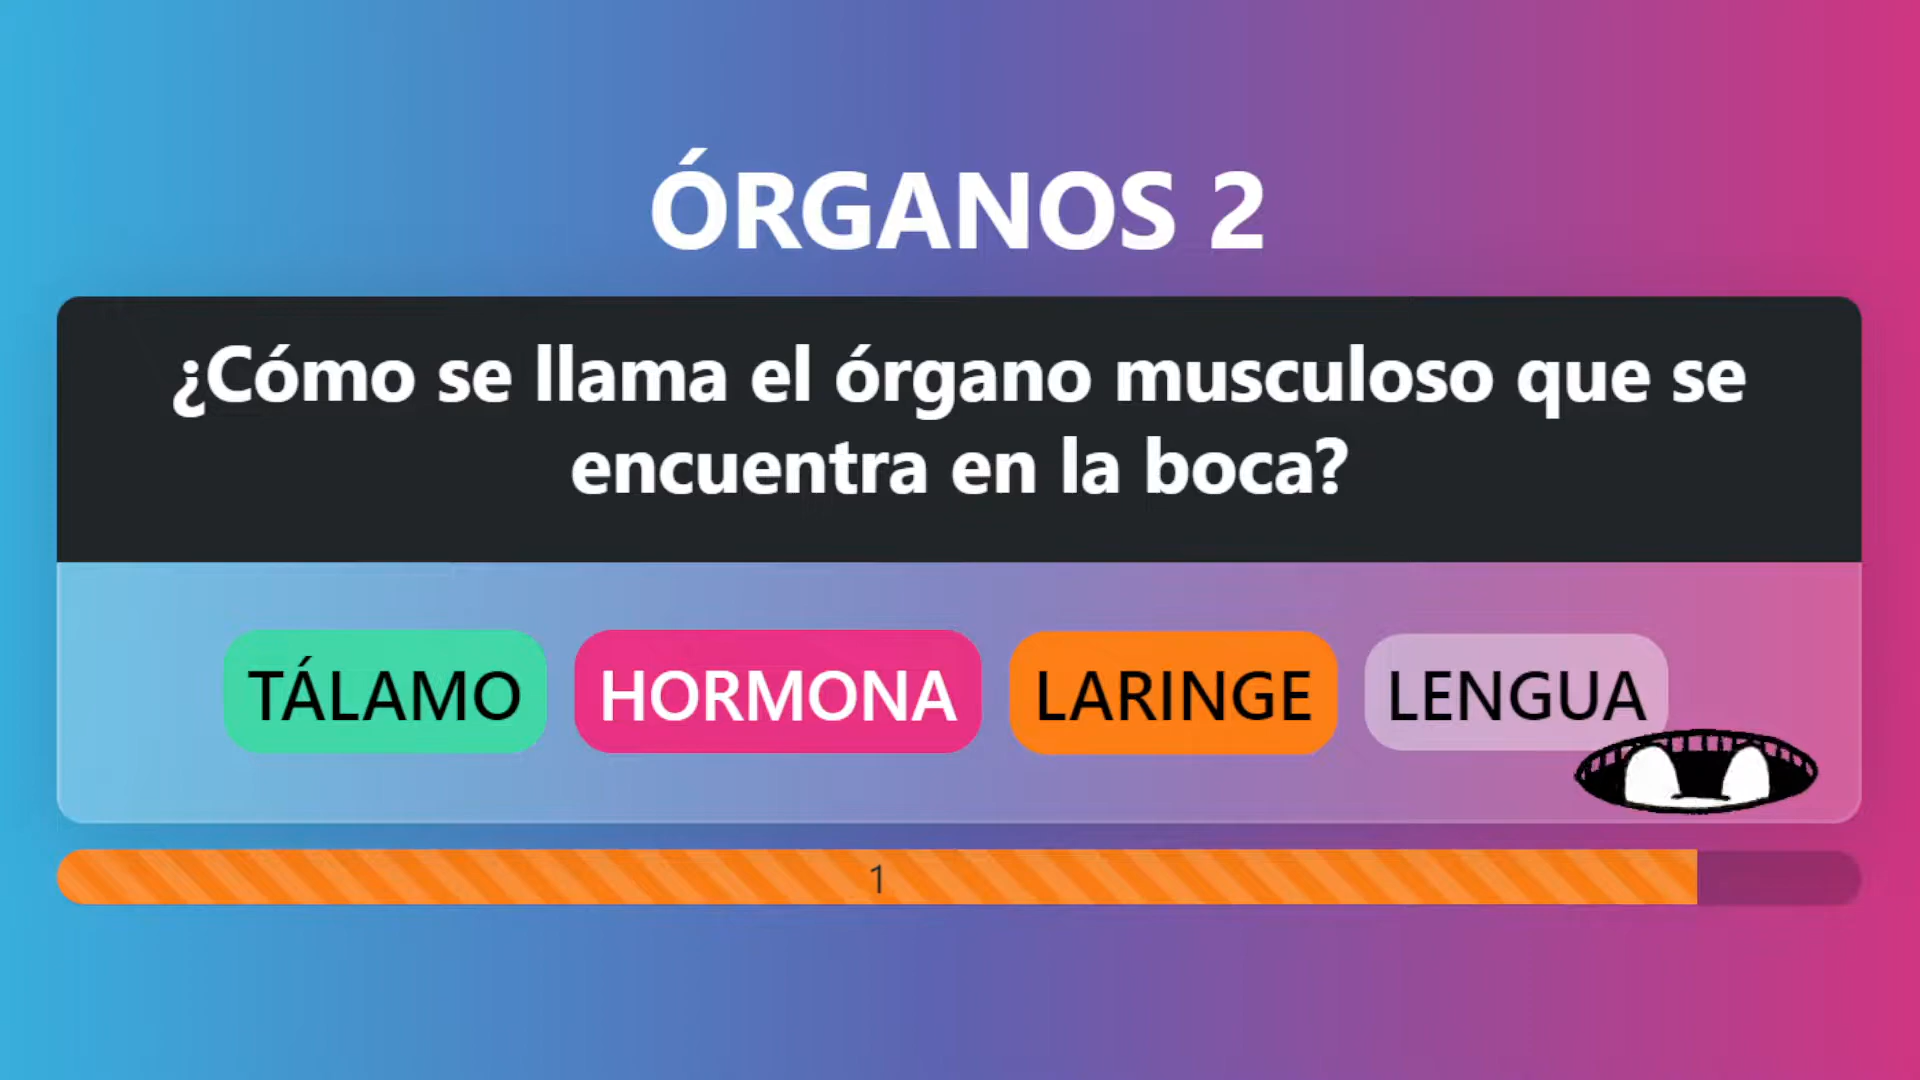 ÓRGANOS 2
¿Cómo se llama el órgano musculoso que se
encuentra en la boca?
TÁLAMO HORMONA LARINGE LENGUA
1